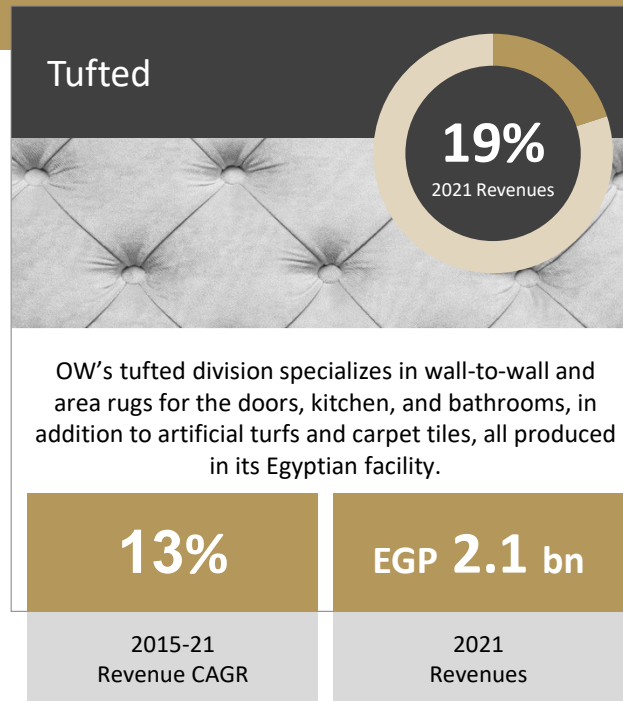 Tufted
19%
2021 Revenues
OW’s tufted division specializes in wall-to-wall and
area rugs for the doors, kitchen, and bathrooms, in
addition to artificial turfs and carpet tiles, all produced
in its Egyptian facility.
13%
EGP 2.1 bn
2015-21
Revenue CAGR
2021
Revenues